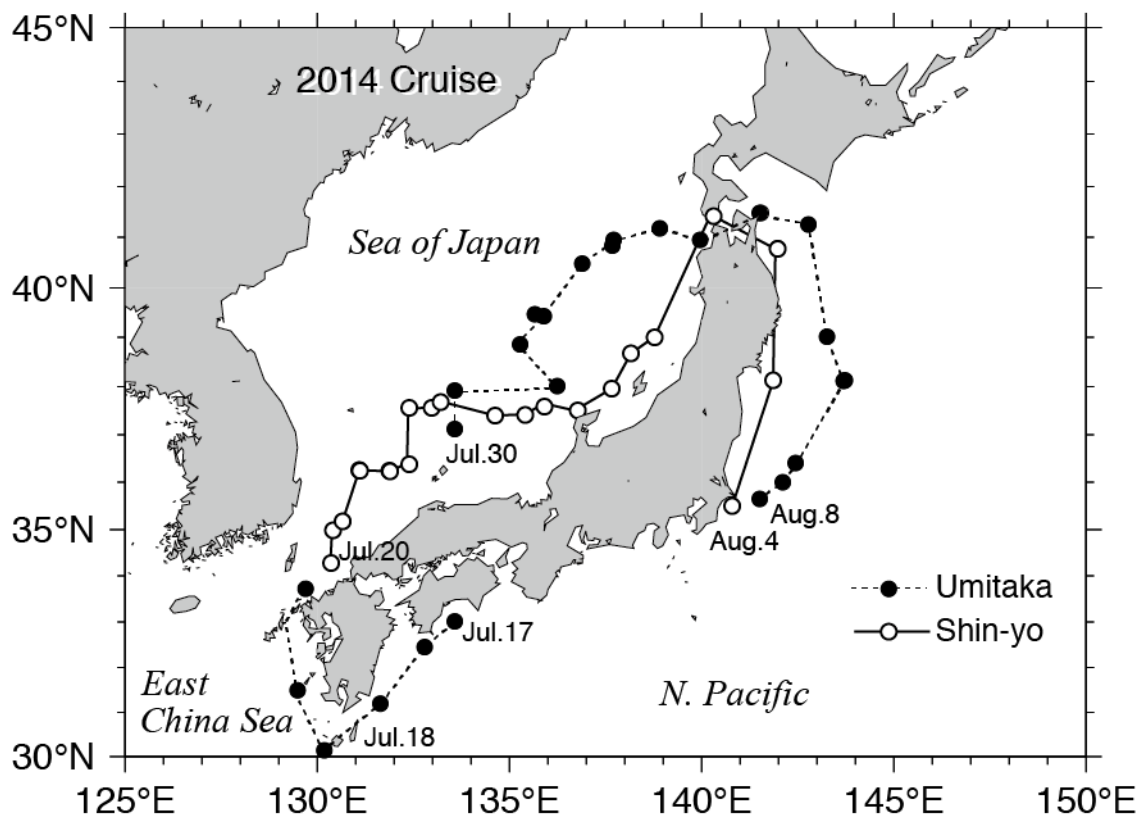 45°N
2014 Cruise
Sea of Japan
40°N
Jul.30
35°N
Jul.20
Aug.8
Aug.4
Umitaka
Shin-yo
Jul.17
East
China Sea
N. Pacific
Jul.18
30°N
125°E 130°E 135°E 140°E 145°E 150°E